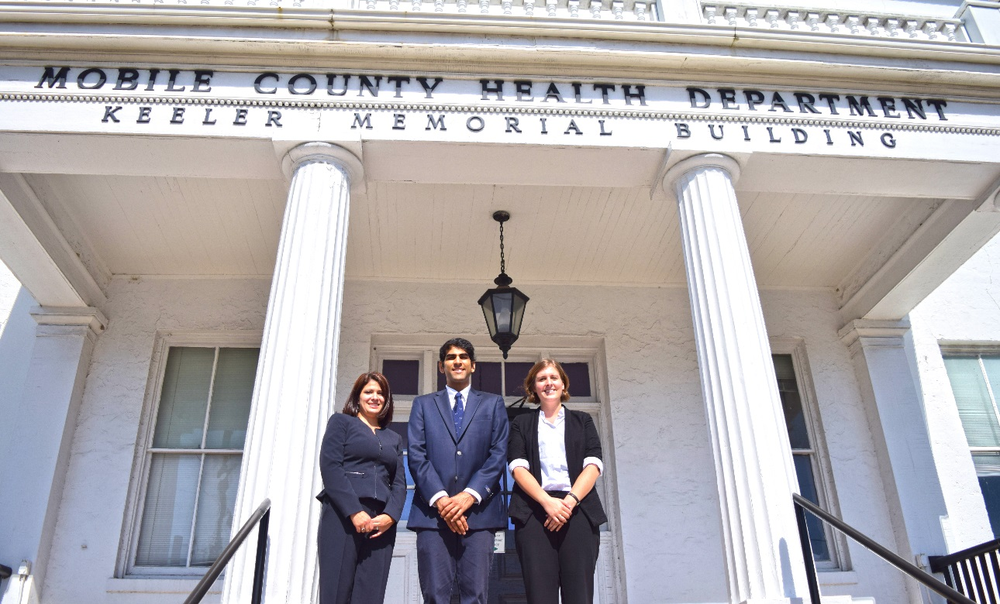 MOBILE COUNTY HEALTH DEPARTMENT
KEELER MEMORIAL BUILDING